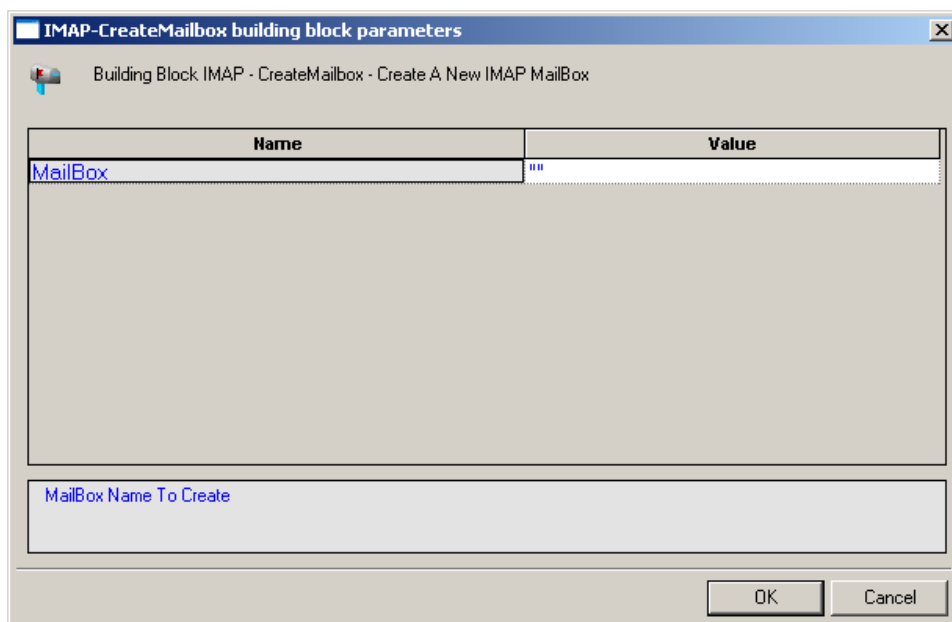 IMAP-CreateMailbox building block parameters
Building Block IMAP - CreateMailbox - Create A New IMAP MailBox
Name Value
MailBox ""
MailBox Name To Create
OK Cancel